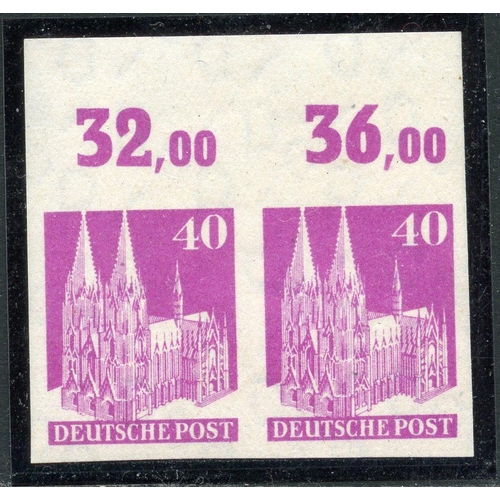 32,00 36,00
40 40
DEUTSCHE POST DEUTSCHE POST